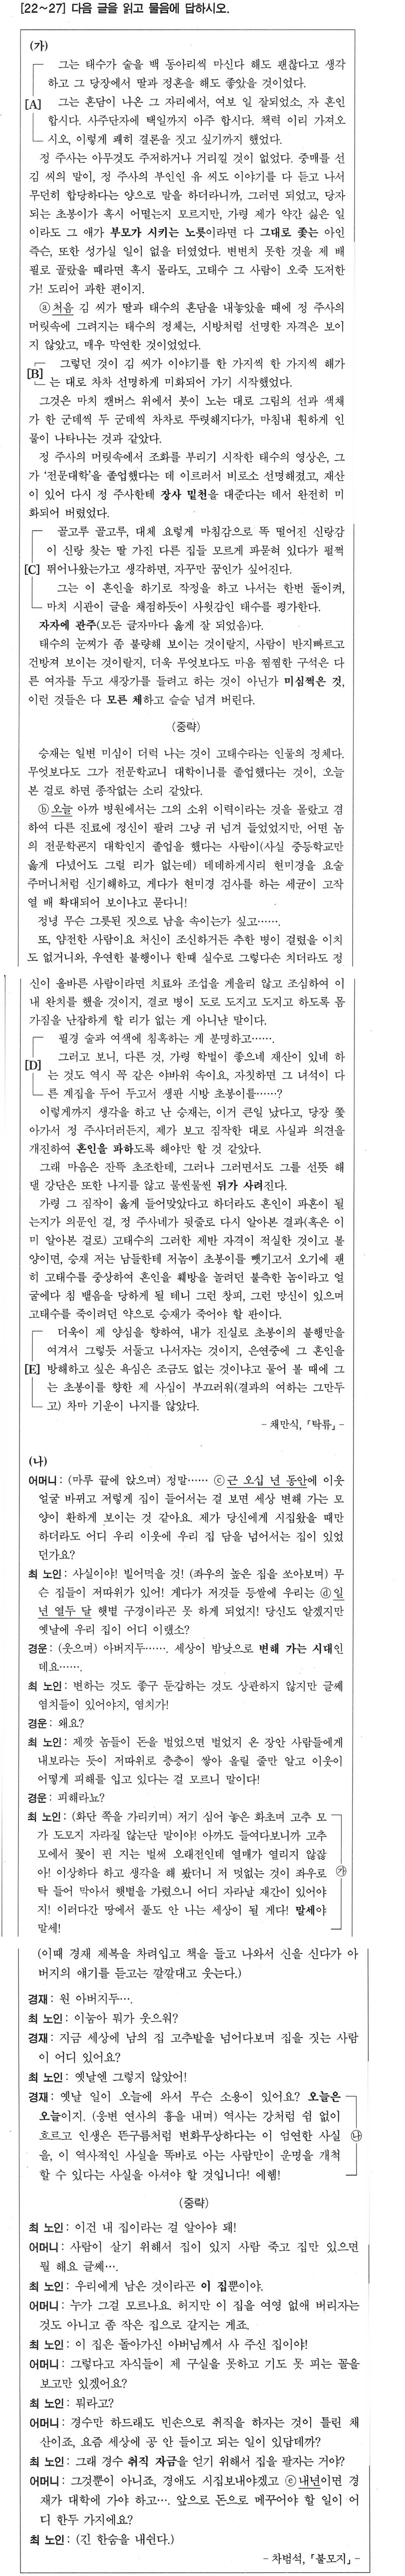 [22~27] 다음 글을 읽고 물음에 답하시오.
(가)
그는 태수가 술을 백 동아리씩 마신다 해도 괜찮다고 생각
하고 그 당장에서 딸과 정혼을 해도 좋았을 것이었다.
[A] 그는 혼담이 나온 그 자리에서, 여보 일 잘되었소, 자 혼인
합시다. 사주단자에 택일까지 아주 합시다. 책력 이리 가져오
시오, 이렇게 쾌히 결론을 짓고 싶기까지 했었다.
정 주사는 아무것도 주저하거나 거리낄 것이 없었다. 중매를 선
김 씨의 말이, 정 주사의 부인인 유 씨도 이야기를 다 듣고 나서
무던히 합당하다는 양으로 말을 하더라니까, 그러면 되었고, 당자
되는 초봉이가 혹시 어떨는지 모르지만, 가령 제가 약간 싫은 일
이라도 그 애가 부모가 시키는 노릇이라면 다 그대로 좇는 아인
즉슨, 또한 성가실 일이 없을 터였었다. 변변치 못한 것을 제 배
필로 골랐을 때라면 혹시 몰라도, 고태수 그 사람이 오죽 도저한
가! 도리어 과한 편이지.
ⓐ처음 김 씨가 딸과 태수의 혼담을 내놓았을 때에 정 주사의
머릿속에 그려지는 태수의 정체는, 시방처럼 선명한 자격은 보이
지 않았고, 매우 막연한 것이었었다.
[B] 그렇던 것이 김 씨가 이야기를 한 가지씩 한 가지씩 해가
는 대로 차차 선명하게 미화되어 가기 시작했었다.
그것은 마치 캔버스 위에서 붓이 노는 대로 그림의 선과 색채
가 한 군데씩 두 군데씩 차차로 뚜렷해지다가, 마침내 훤하게 인
물이 나타나는 것과 같았다.
정 주사의 머릿속에서 조화를 부리기 시작한 태수의 영상은, 그
가 '전문대학'을 졸업했다는 데 이르러서 비로소 선명해졌고, 재산
이 있어 다시 정 주사한테 장사 밑천을 대준다는 데서 완전히 미
화되어 버렸었다.
골고루 골고루, 대체 요렇게 마침감으로 똑 떨어진 신랑감
이 신랑 찾는 딸 가진 다른 집들 모르게 파묻혀 있다가 펄쩍
[C] 뛰어나왔는가고 생각하면, 자꾸만 꿈인가 싶어진다.
그는 이 혼인을 하기로 작정을 하고 나서는 한번 돌이켜,
마치 시관이 글을 채점하듯이 사윗감인 태수를 평가한다.
자자에 관주(모든 글자마다 옳게 잘 되었음)다.
태수의 눈찌가 좀 불량해 보이는 것이랄지, 사람이 반지빠르고
건방져 보이는 것이랄지, 더욱 무엇보다도 마음 찜찜한 구석은 다
른 여자를 두고 새장가를 들려고 하는 것이 아닌가 미심쩍은 것,
이런 것들은 다 모른 체하고 슬슬 넘겨 버린다.
〈중략〉
승재는 일변 미심이 더럭 나는 것이 고태수라는 인물의 정체다.
무엇보다도 그가 전문학교니 대학이니를 졸업했다는 것이, 오늘
본 걸로 하면 종작없는 소리 같았다.
ⓑ오늘 아까 병원에서는 그의 소위 이력이라는 것을 몰랐고 겸
하여 다른 진료에 정신이 팔려 그냥 귀 넘겨 들었었지만, 어떤 놈
의 전문학굔지 대학인지 졸업을 했다는 사람이(사실 중등학교만
옳게 다녔어도 그럴 리가 없는데) 데데하게시리 현미경을 요술
주머니처럼 신기해하고, 게다가 현미경 검사를 하는 세균이 고작
열 배 확대되어 보이냐고 묻다니!
정녕 무슨 그릇된 짓으로 남을 속이는가 싶고…….
또, 얌전한 사람이요 처신이 조신하거든 추한 병이 걸렸을 이치
도 없거니와, 우연한 불행이나 한때 실수로 그렇다손 치더라도 정
신이 올바른 사람이라면 치료와 조섭을 게을리 않고 조심하여 이
내 완치를 했을 것이지, 결코 병이 도로 도지고 도지고 하도록 몸
가짐을 난잡하게 할 리가 없는 게 아니냔 말이다.
필경 술과 여색에 침혹하는 게 분명하고…….
[D] 그러고 보니, 다른 것, 가령 학벌이 좋으네 재산이 있네 하
는 것도 역시 꼭 같은 야바위 속이요, 자칫하면 그 녀석이 다
른 계집을 두어 두고서 생판 시방 초봉이를……?
이렇게까지 생각을 하고 난 승재는, 이거 큰일 났다고, 당장 쫓
아가서 정 주사더러든지, 제가 보고 짐작한 대로 사실과 의견을
개진하여 혼인을 파하도록 해야만 할 것 같았다.
그래 마음은 잔뜩 초조한데, 그러나 그러면서도 그를 선뜻 해
댈 강단은 또한 나지를 않고 물씬물씬 뒤가 사려진다.
가령 그 짐작이 옳게 들어맞았다고 하더라도 혼인이 파혼이 될
는지가 의문인 걸, 정 주사네가 뒷줄로 다시 알아본 결과(혹은 이
미 알아본 걸로) 고태수의 그러한 제반 자격이 적실한 것이고 볼
양이면, 승재 저는 남들한테 저놈이 초봉이를 뺏기고서 오기에 괜
히 고태수를 중상하여 혼인을 훼방을 놀려던 불측한 놈이라고 얼
굴에다 침 뱉음을 당하게 될 테니 그런 창피, 그런 망신이 있으며
고태수를 죽이려던 약으로 승재가 죽어야 할 판이다.
더욱이 제 양심을 향하여, 내가 진실로 초봉이의 불행만을
여겨서 그렇듯 서둘고 나서자는 것이지, 은연중에 그 혼인을
[E] 방해하고 싶은 욕심은 조금도 없는 것이냐고 물어 볼 때에 그
는 초봉이를 향한 제 사심이 부끄러워(결과의 여하는 그만두
고) 차마 기운이 나지를 않았다.
- 채만식, 「탁류」 -
(나)
어머니: (마루 끝에 앉으며) 정말…… ⓒ근 오십 년 동안에 이웃
얼굴 바뀌고 저렇게 집이 들어서는 걸 보면 세상 변해 가는 모
양이 환하게 보이는 것 같아요. 제가 당신에게 시집왔을 때만
하더라도 어디 우리 이웃에 우리 집 담을 넘어서는 집이 있었
던가요?
최 노인: 사실이야! 빌어먹을 것! (좌우의 높은 집을 쏘아보며) 무
슨 집들이 저따위가 있어! 게다가 저것들 등쌀에 우리는 ⓓ일
년 열두 달 햇볕 구경이라곤 못 하게 되었지! 당신도 알겠지만
옛날에 우리 집이 어디 이랬소?
경운: (웃으며) 아버지두……. 세상이 밤낮으로 변해 가는 시대인
데요…….
최 노인: 변하는 것도 좋구 둔갑하는 것도 상관하지 않지만 글쎄
염치들이 있어야지, 염치가!
경운: 왜요?
최 노인: 제깟 놈들이 돈을 벌었으면 벌었지 온 장안 사람들에게
내보라는 듯이 저따위로 층층이 쌓아 올릴 줄만 알고 이웃이
어떻게 피해를 입고 있다는 걸 모르니 말이다!
경운: 피해라뇨?
최 노인: (화단 쪽을 가리키며) 저기 심어 놓은 화초며 고추 모
가 도모지 자라질 않는단 말이야! 아까도 들여다보니까 고추
모에서 꽃이 핀 지는 벌써 오래전인데 열매가 열리지 않잖
아! 이상하다 하고 생각을 해 봤더니 저 멋없는 것이 좌우로 ㉮
탁 들어 막아서 햇볕을 가렸으니 어디 자라날 재간이 있어야
지! 이러다간 땅에서 풀도 안 나는 세상이 될 게다! 말세야
말세!
(이때 경재 제복을 차려입고 책을 들고 나와서 신을 신다가 아
버지의 얘기를 듣고는 깔깔대고 웃는다.)
경재: 원 아버지두….
최 노인: 이눔아 뭐가 웃으워?
경재: 지금 세상에 남의 집 고추밭을 넘어다보며 집을 짓는 사람
이 어디 있어요?
최 노인: 옛날엔 그렇지 않았어!
경재: 옛날 일이 오늘에 와서 무슨 소용이 있어요? 오늘은
오늘이지. (웅변 연사의 흉을 내며) 역사는 강처럼 쉼 없이
흐르고 인생은 뜬구름처럼 변화무상하다는 이 엄연한 사실 ㉯
을, 이 역사적인 사실을 똑바로 아는 사람만이 운명을 개척
할 수 있다는 사실을 아셔야 할 것입니다! 에헴!
〈중략〉
최 노인: 이건 내 집이라는 걸 알아야 돼!
어머니: 사람이 살기 위해서 집이 있지 사람 죽고 집만 있으면
뭘 해요 글쎄….
최 노인: 우리에게 남은 것이라곤 이 집뿐이야.
어머니: 누가 그걸 모르나요. 허지만 이 집을 여영 없애 버리자는
것도 아니고 좀 작은 집으로 갈지는 게죠.
최 노인: 이 집은 돌아가신 아버님께서 사 주신 집이야!
어머니: 그렇다고 자식들이 제 구실을 못하고 기도 못 피는 꼴을
보고만 있겠어요?
최 노인: 뭐라고?
어머니: 경수만 하드래도 빈손으로 취직을 하자는 것이 틀린 채
산이죠, 요즘 세상에 공 안 들이고 되는 일이 있답데까?
최 노인: 그래 경수 취직 자금을 얻기 위해서 집을 팔자는 거야?
어머니: 그것뿐이 아니죠, 경애도 시집보내야겠고 ⓔ내년이면 경
재가 대학에 가야 하고…. 앞으로 돈으로 메꾸어야 할 일이 어
디 한두 가지에요?
최 노인: (긴 한숨을 내쉰다.)
- 차범석, 「불모지」 -